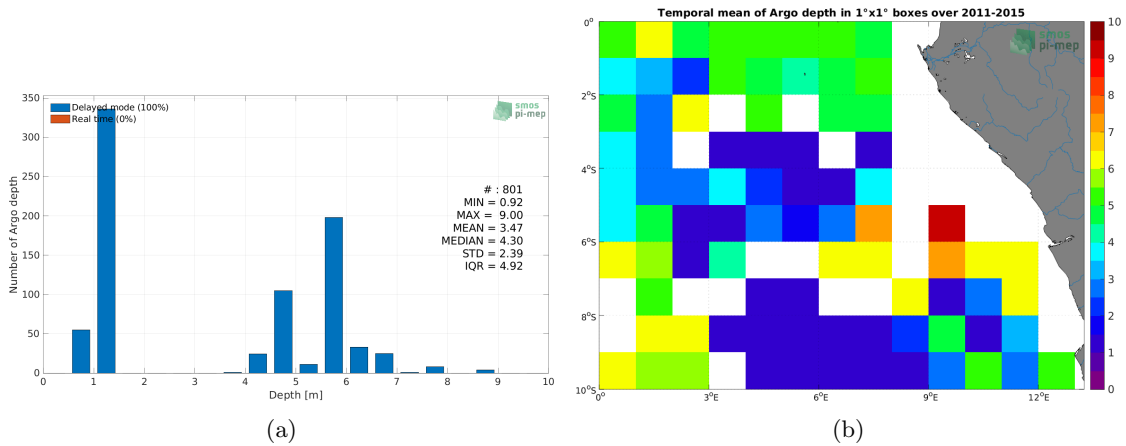 350
300
250
200
150
100
50
0
Number of Argo depth
Delayed mode (100%)
Real time (0%)
smos
pi-mep
# : 801
MIN = 0.92
MAX = 9.00
MEAN = 3.47
MEDIAN = 4.30
STD = 2.39
IQR = 4.92
0 1 2 3 4 5 6 7 8 9 10
Depth [m]
(a)
Temporal mean of Argo depth in 1°x1° boxes over 2011-2015
0°
2°S
4°S
6°S
8°S
10°S
0° 3°E 6°E 9°E 12°E
smos
pi-mep
10
9
8
7
6
5
4
3
2
1
0
(b)